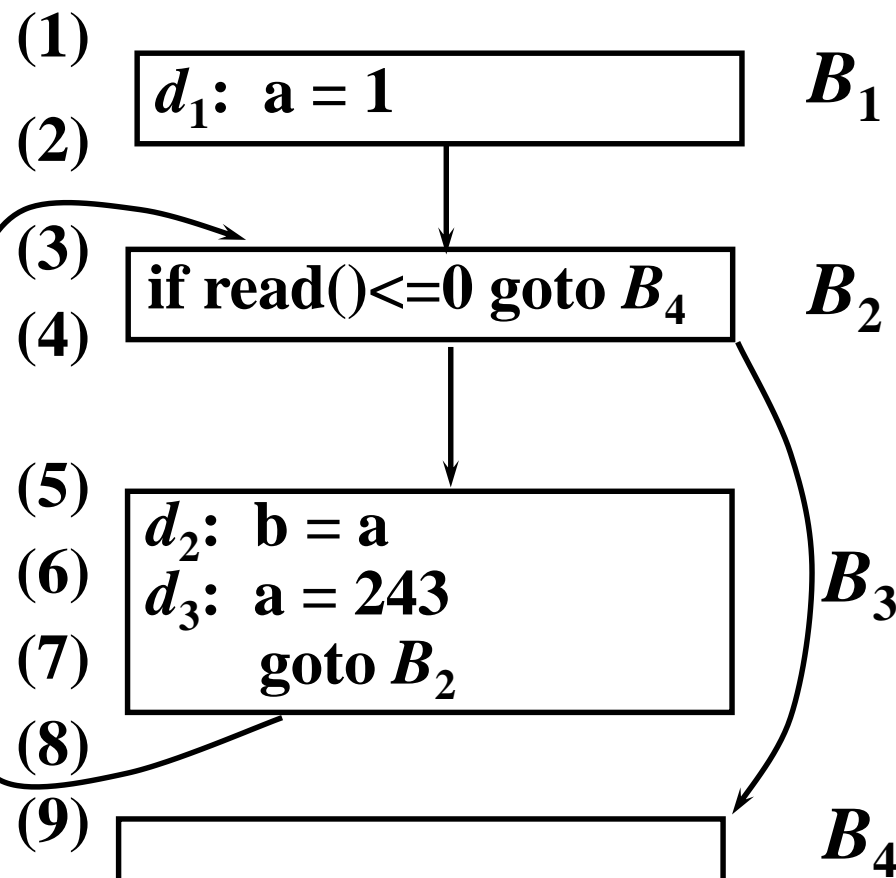 (1)
d₁: a = 1 B₁
(2)
(3)
if read()<=0 goto B₄ B₂
(4)
(5)
d₂: b = a
(6)
d₃: a = 243 B₃
(7) goto B₂
(8)
(9)
B₄